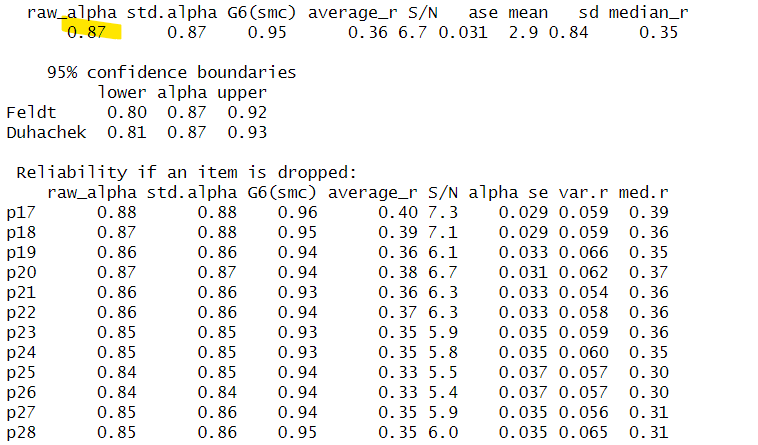 raw_alpha std.alpha G6(smc) average_r S/N ase mean sd median_r
0.87 0.87 0.95 0.36 6.7 0.031 2.9 0.84 0.35
95% confidence boundaries
lower alpha upper
Feldt 0.80 0.87 0.92
Duhachek 0.81 0.87 0.93
Reliability if an item is dropped:
raw_alpha std.alpha G6(smc) average_r S/N alpha se var.r med.r
p17 0.88 0.88 0.96 0.40 7.3 0.029 0.059 0.39
p18 0.87 0.88 0.95 0.39 7.1 0.029 0.059 0.36
p19 0.86 0.86 0.94 0.36 6.1 0.033 0.066 0.35
p20 0.87 0.87 0.94 0.38 6.7 0.031 0.062 0.37
p21 0.86 0.86 0.93 0.36 6.3 0.033 0.054 0.36
p22 0.86 0.86 0.94 0.37 6.3 0.033 0.058 0.36
p23 0.85 0.85 0.93 0.35 5.9 0.035 0.059 0.36
p24 0.85 0.85 0.93 0.35 5.8 0.035 0.060 0.35
p25 0.84 0.85 0.94 0.33 5.5 0.037 0.057 0.30
p26 0.84 0.84 0.94 0.33 5.4 0.037 0.057 0.30
p27 0.85 0.86 0.94 0.35 5.9 0.035 0.056 0.31
p28 0.85 0.86 0.95 0.35 6.0 0.035 0.065 0.31